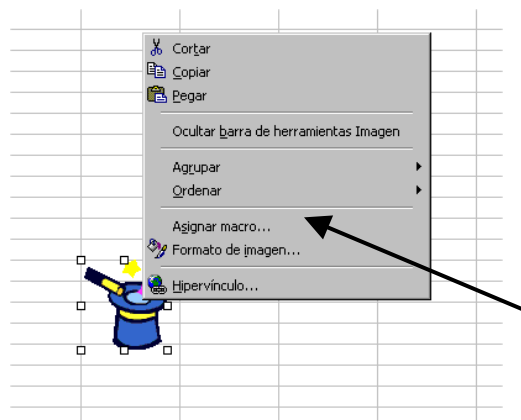 Cortar
Copiar
Pegar
Ocultar barra de herramientas Imagen
Agrupar
Ordenar
Asignar macro...
Formato de imagen...
Hipervínculo...